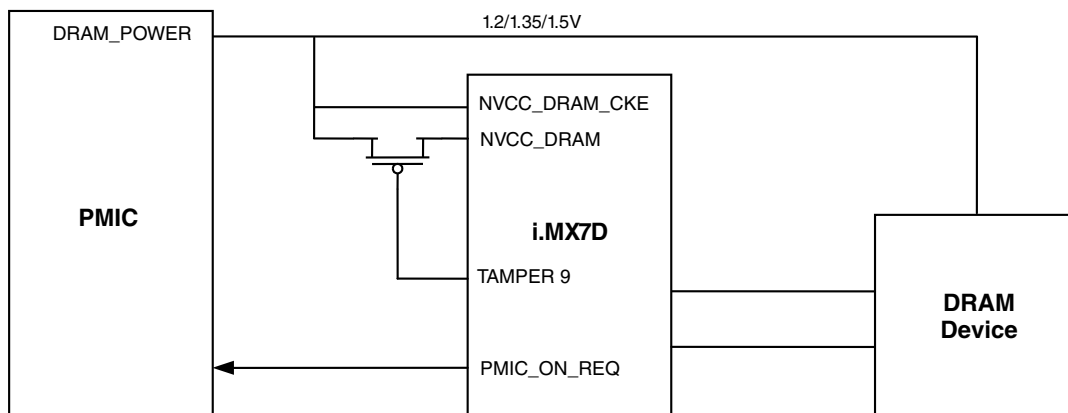 1.2/1.35/1.5V
DRAM_POWER
NVCC_DRAM_CKE
NVCC_DRAM
PMIC
i.MX7D
TAMPER 9
DRAM
Device
PMIC_ON_REQ